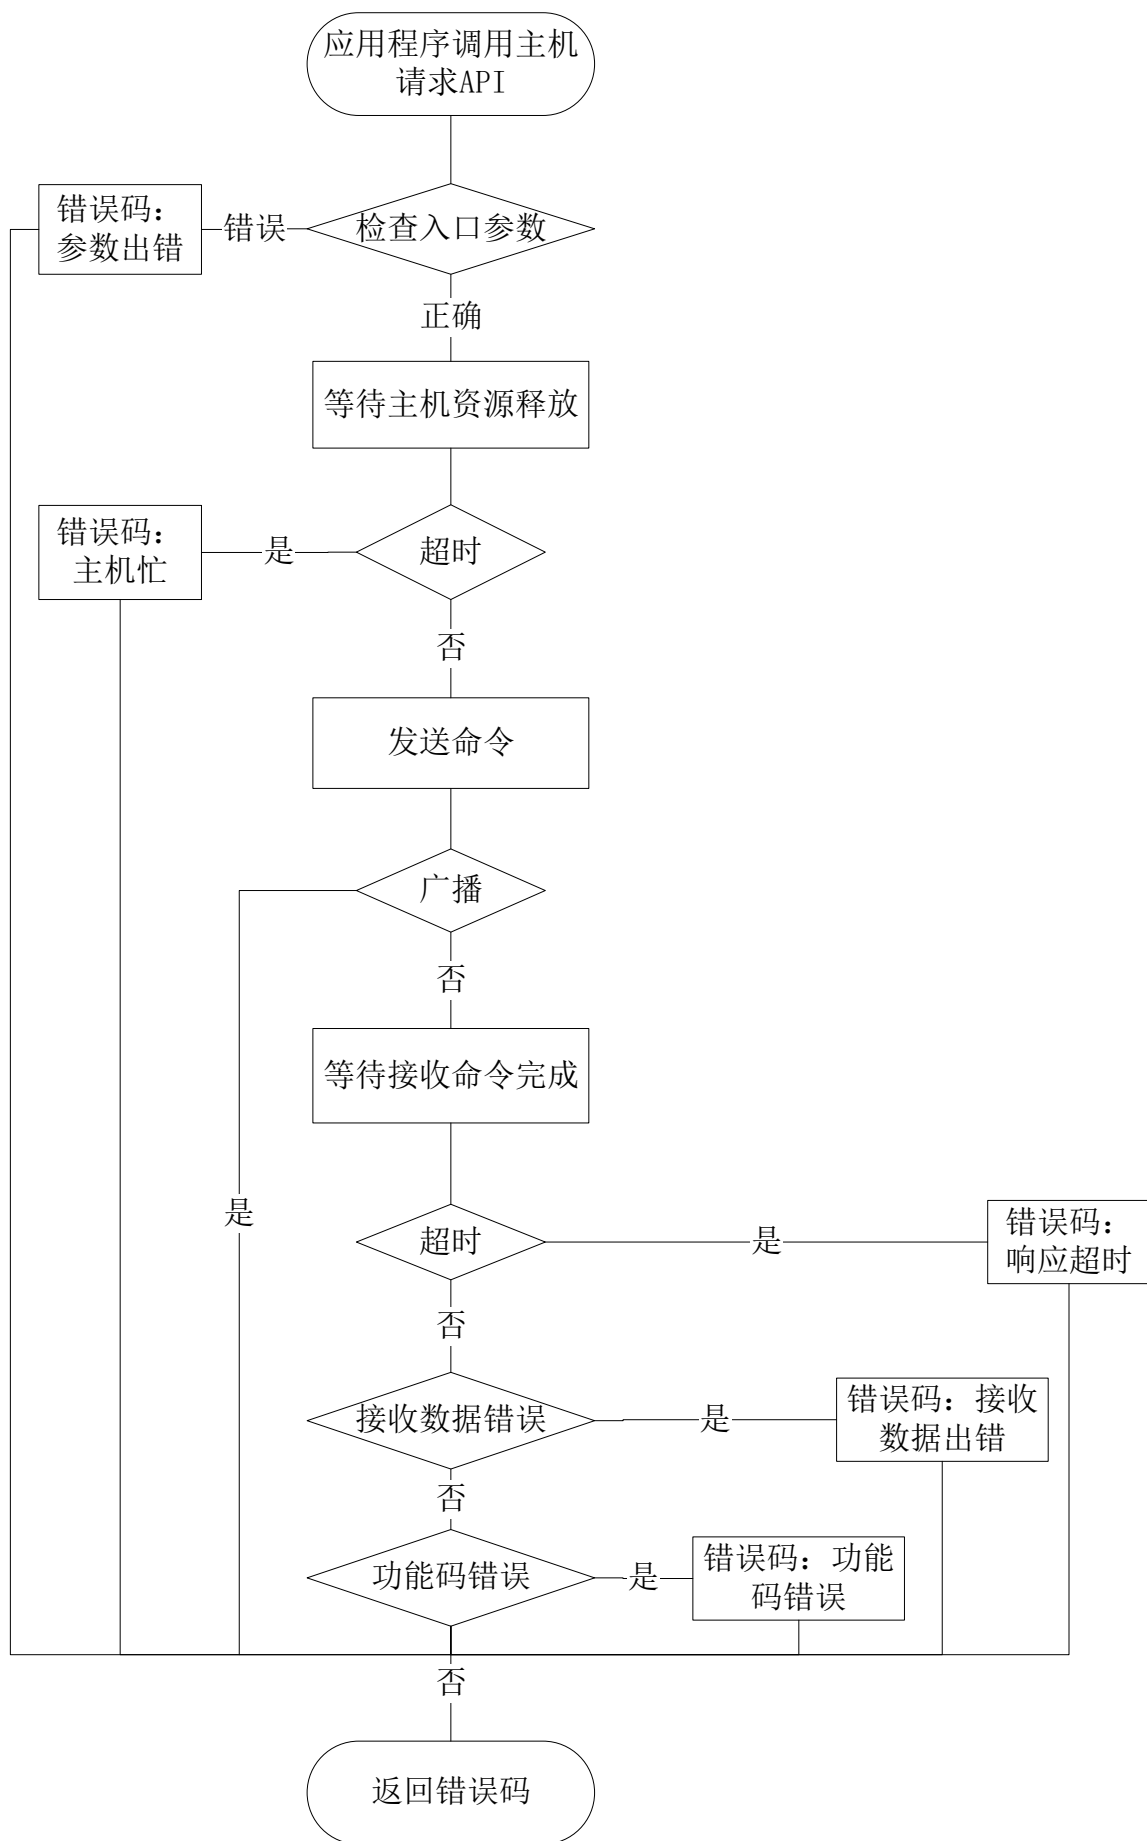 应用程序调用主机
请求API
错误码：
参数出错
错误
检查入口参数
正确
等待主机资源释放
错误码：
主机忙
是
超时
否
发送命令
广播
否
等待接收命令完成
是
超时
是
错误码：
响应超时
否
接收数据错误
是
错误码：接收
数据出错
否
功能码错误
是
错误码：功能
码错误
否
返回错误码